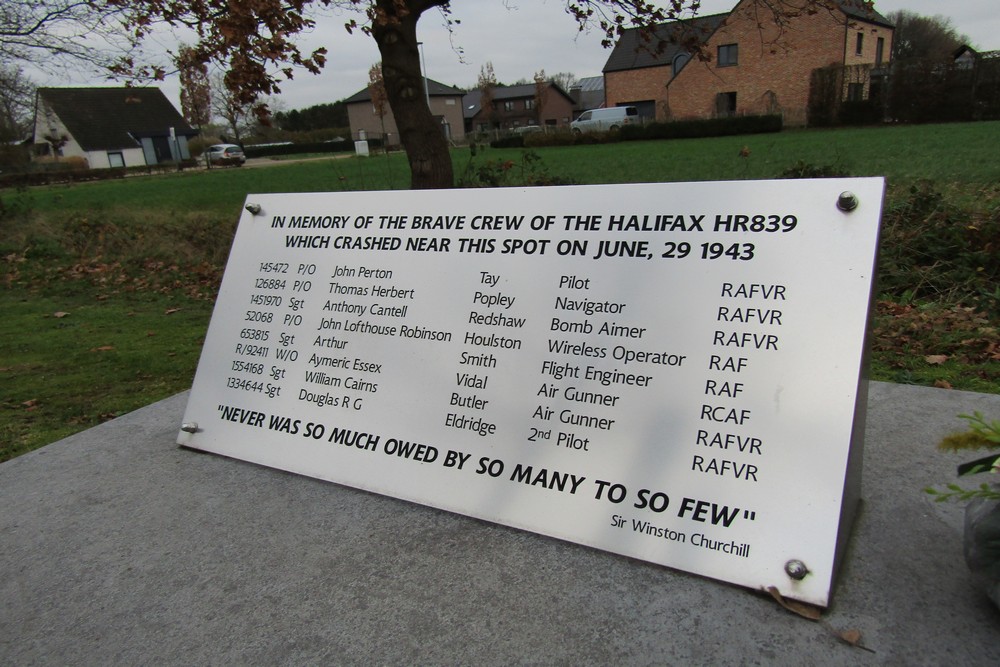 IN MEMORY OF THE BRAVE CREW OF THE HALIFAX HR839
WHICH CRASHED NEAR THIS SPOT ON JUNE, 29 1943
145472 P/O John Perton Tay Pilot RAFVR
126884 P/O Thomas Herbert Popley Navigator RAFVR
1451970 Sgt Anthony Cantell Redshaw Bomb Aimer RAFVR
52068 P/O John Lofthouse Robinson Houlston Wireless Operator RAF
653815 Sgt Arthur Smith Flight Engineer RAF
R/92411 W/O Aymeric Essex Vidal Air Gunner RCAF
1554168 Sgt William Cairns Butler Air Gunner RAFVR
1334644 Sgt Douglas R G Eldridge 2nd Pilot RAFVR
"NEVER WAS SO MUCH OWED BY SO MANY TO SO FEW"
Sir Winston Churchill